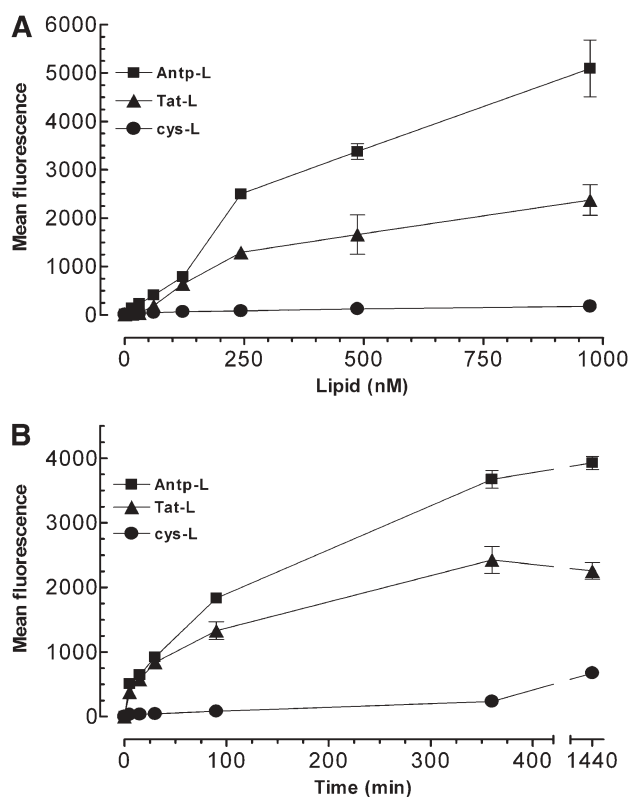 A
6000
5000
4000
3000
2000
1000
0
Mean fluorescence
Antp-L
Tat-L
cys-L
0 250 500 750 1000
Lipid (nM)
B
4000
3000
2000
1000
0
Mean fluorescence
Antp-L
Tat-L
cys-L
0 100 200 300 400 1440
Time (min)